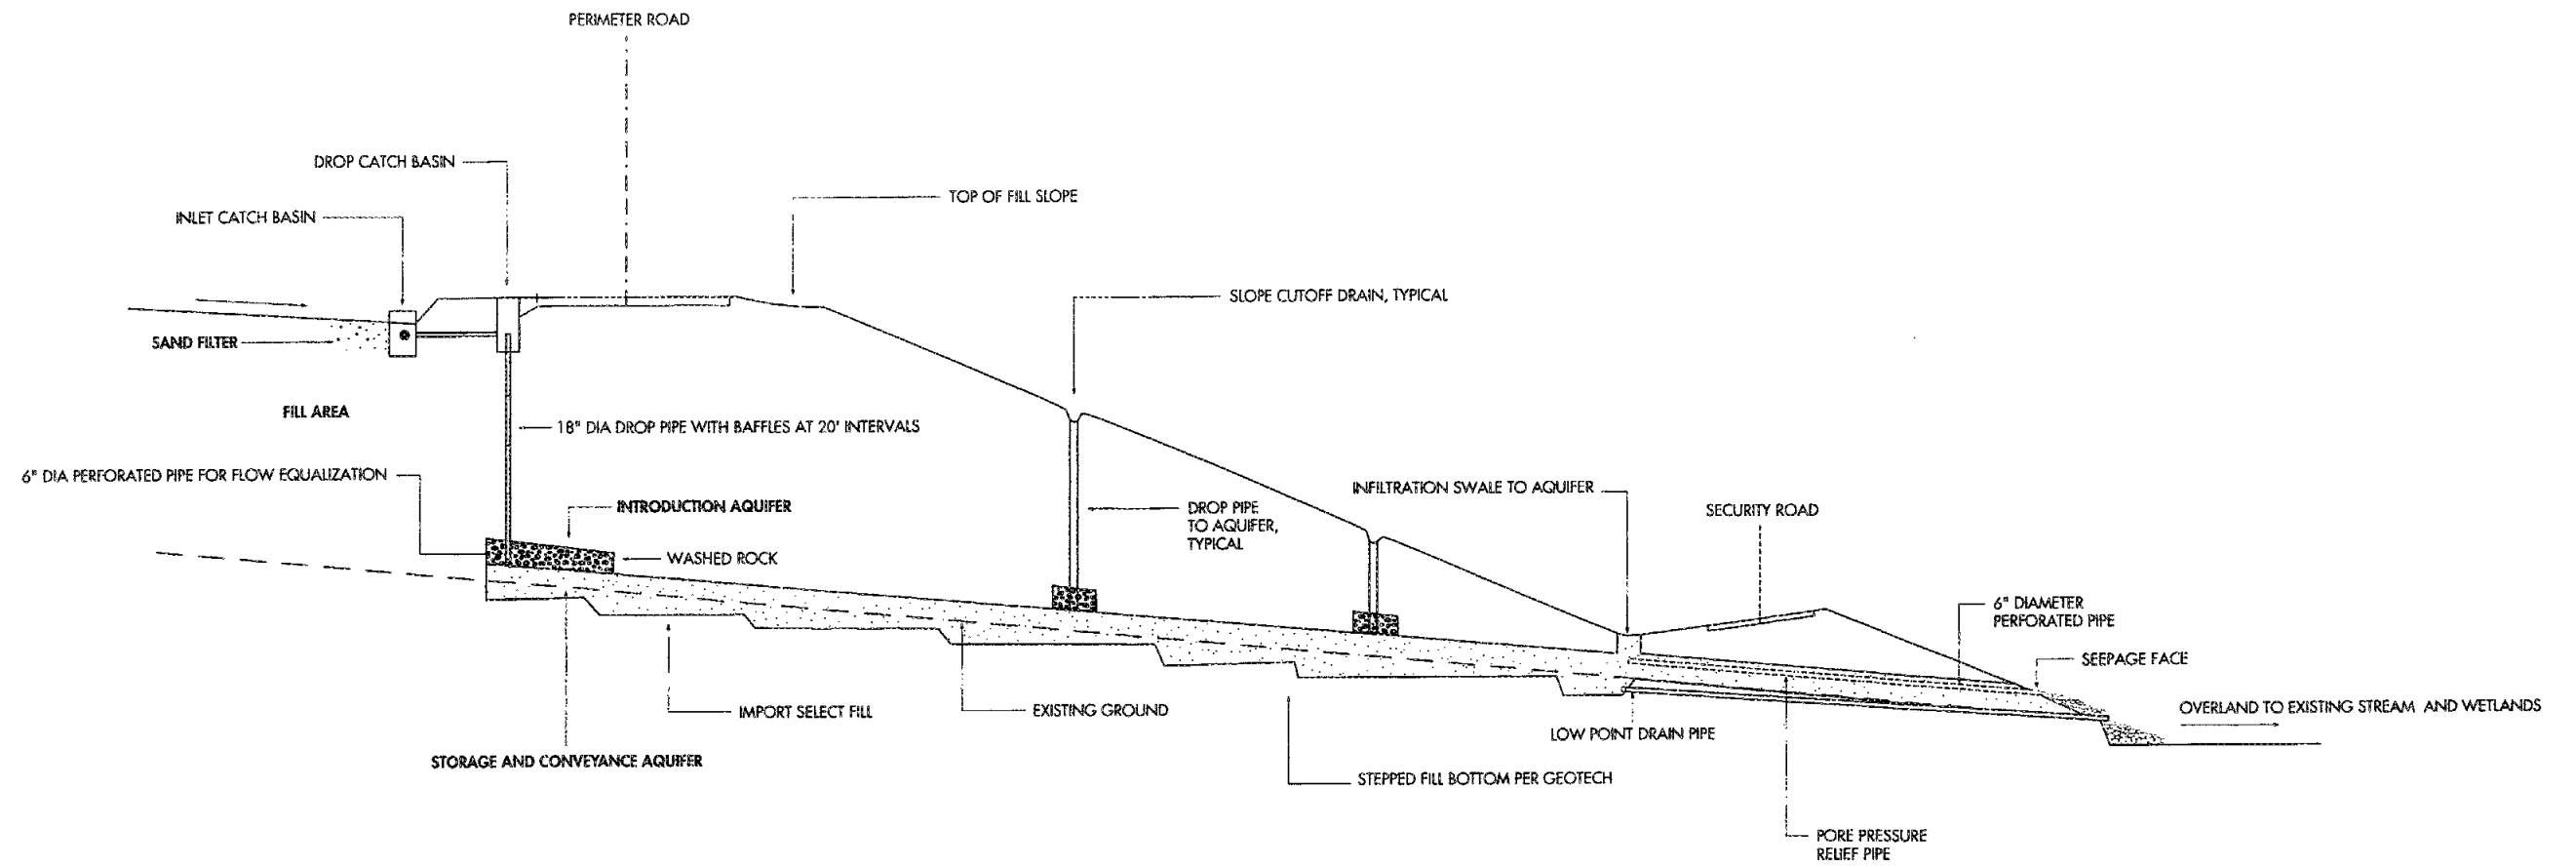 PERIMETER ROAD
DROP CATCH BASIN
INLET CATCH BASIN
TOP OF FILL SLOPE
SLOPE CUTOFF DRAIN, TYPICAL
SAND FILTER
FILL AREA
18" DIA DROP PIPE WITH BAFFLES AT 20' INTERVALS
6" DIA PERFORATED PIPE FOR FLOW EQUALIZATION
INTRODUCTION AQUIFER
WASHED ROCK
DROP PIPE
TO AQUIFER,
TYPICAL
INFILTRATION SWALE TO AQUIFER
SECURITY ROAD
6" DIAMETER
PERFORATED PIPE
SEEPAGE FACE
OVERLAND TO EXISTING STREAM AND WETLANDS
IMPORT SELECT FILL
EXISTING GROUND
LOW POINT DRAIN PIPE
STORAGE AND CONVEYANCE AQUIFER
STEPPED FILL BOTTOM PER GEOTECH
PORE PRESSURE
RELIEF PIPE